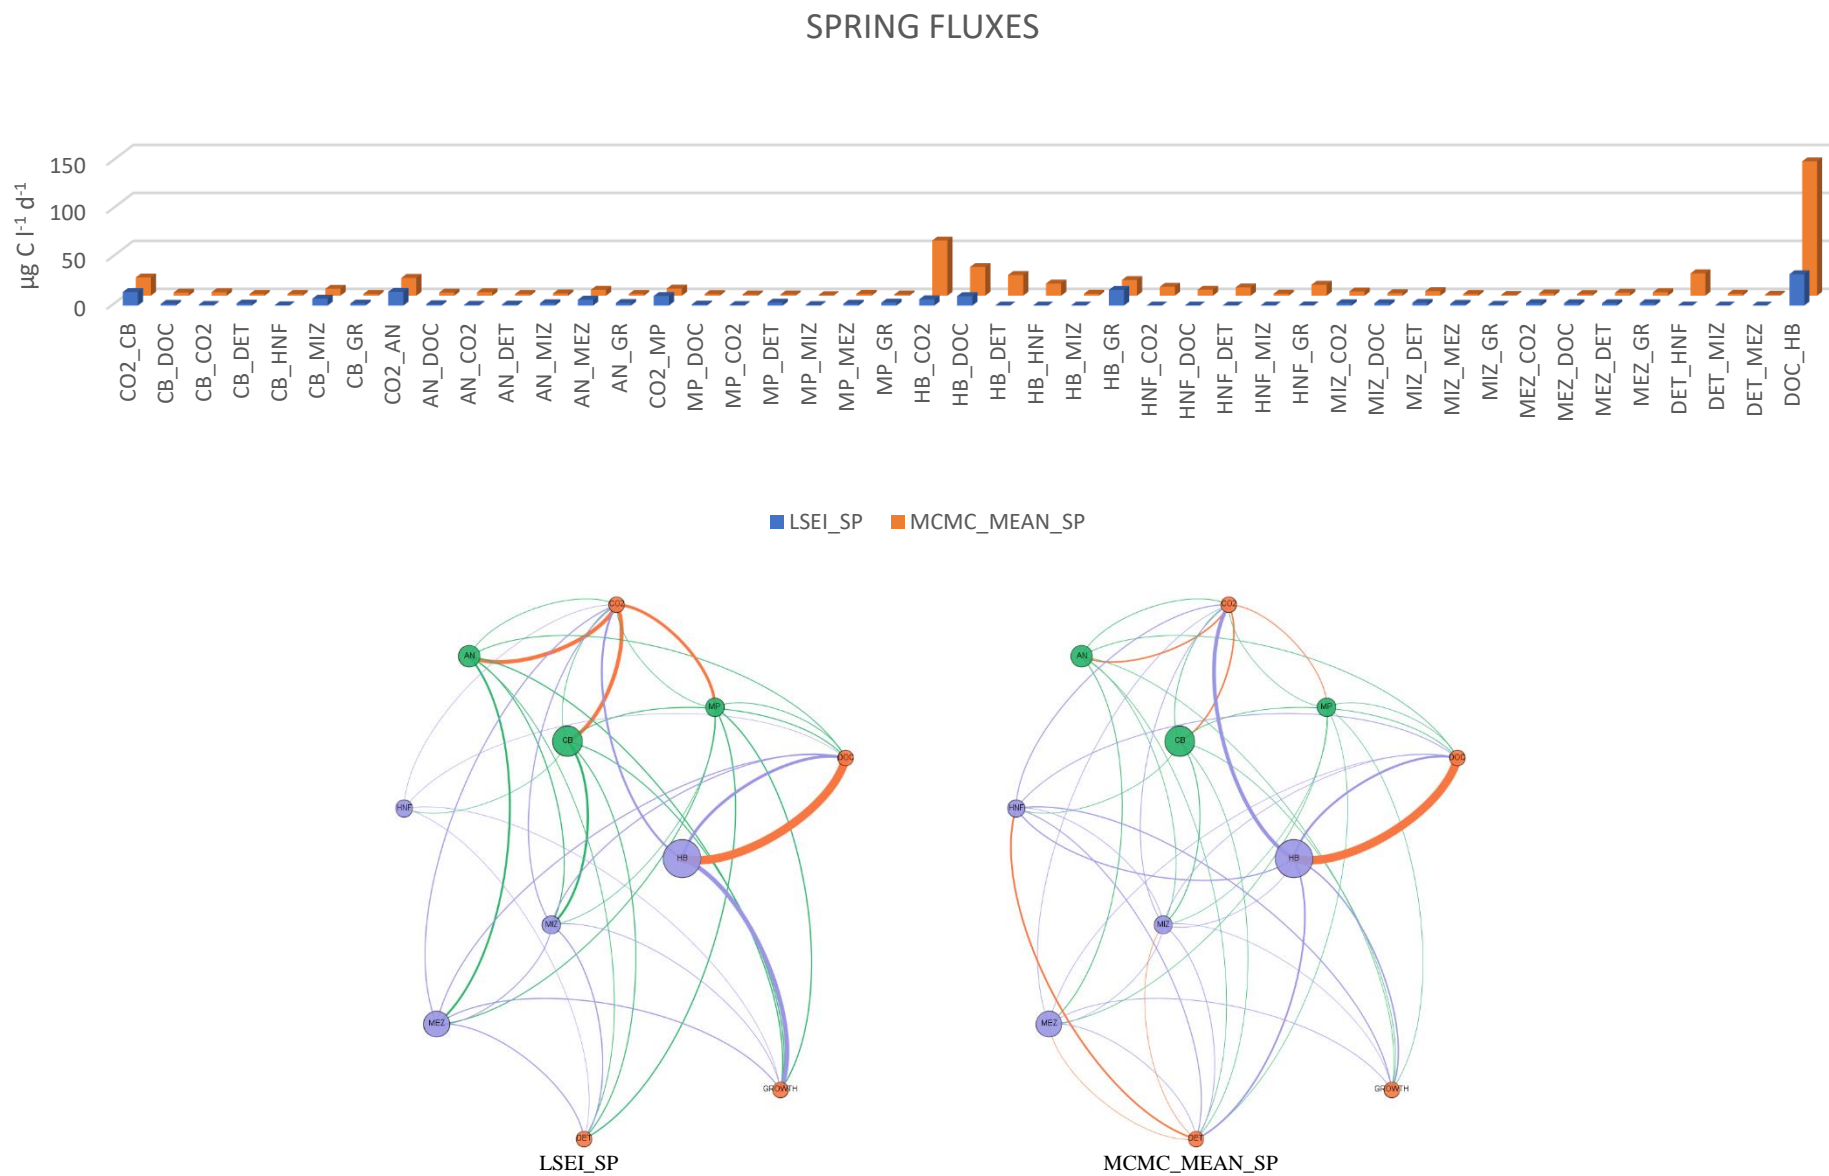 SPRING FLUXES
150
100
50
0
µg C l-1 d-1
CO2_CB
CB_DOC
CB_CO2
CB_DET
CB_HNF
CB_MIZ
CB_GR
CO2_AN
AN_DOC
AN_CO2
AN_DET
AN_MIZ
AN_MEZ
AN_GR
CO2_MP
MP_DOC
MP_CO2
MP_DET
MP_MIZ
MP_MEZ
MP_GR
HB_CO2
HB_DOC
HB_DET
HB_HNF
HB_MIZ
HB_GR
HNF_CO2
HNF_DOC
HNF_DET
HNF_MIZ
HNF_GR
MIZ_CO2
MIZ_DOC
MIZ_DET
MIZ_MEZ
MIZ_GR
MEZ_CO2
MEZ_DOC
MEZ_DET
MEZ_GR
DET_HNF
DET_MIZ
DET_MEZ
DOC_HB
LSEI_SP MCMC_MEAN_SP
CO2
AN
MP
CB
DOC
HNF
HB
MIZ
MEZ
GROWTH
DET
LSEI_SP
CO2
AN
MP
CB
DOC
HNF
HB
MIZ
MEZ
GROWTH
DET
MCMC_MEAN_SP